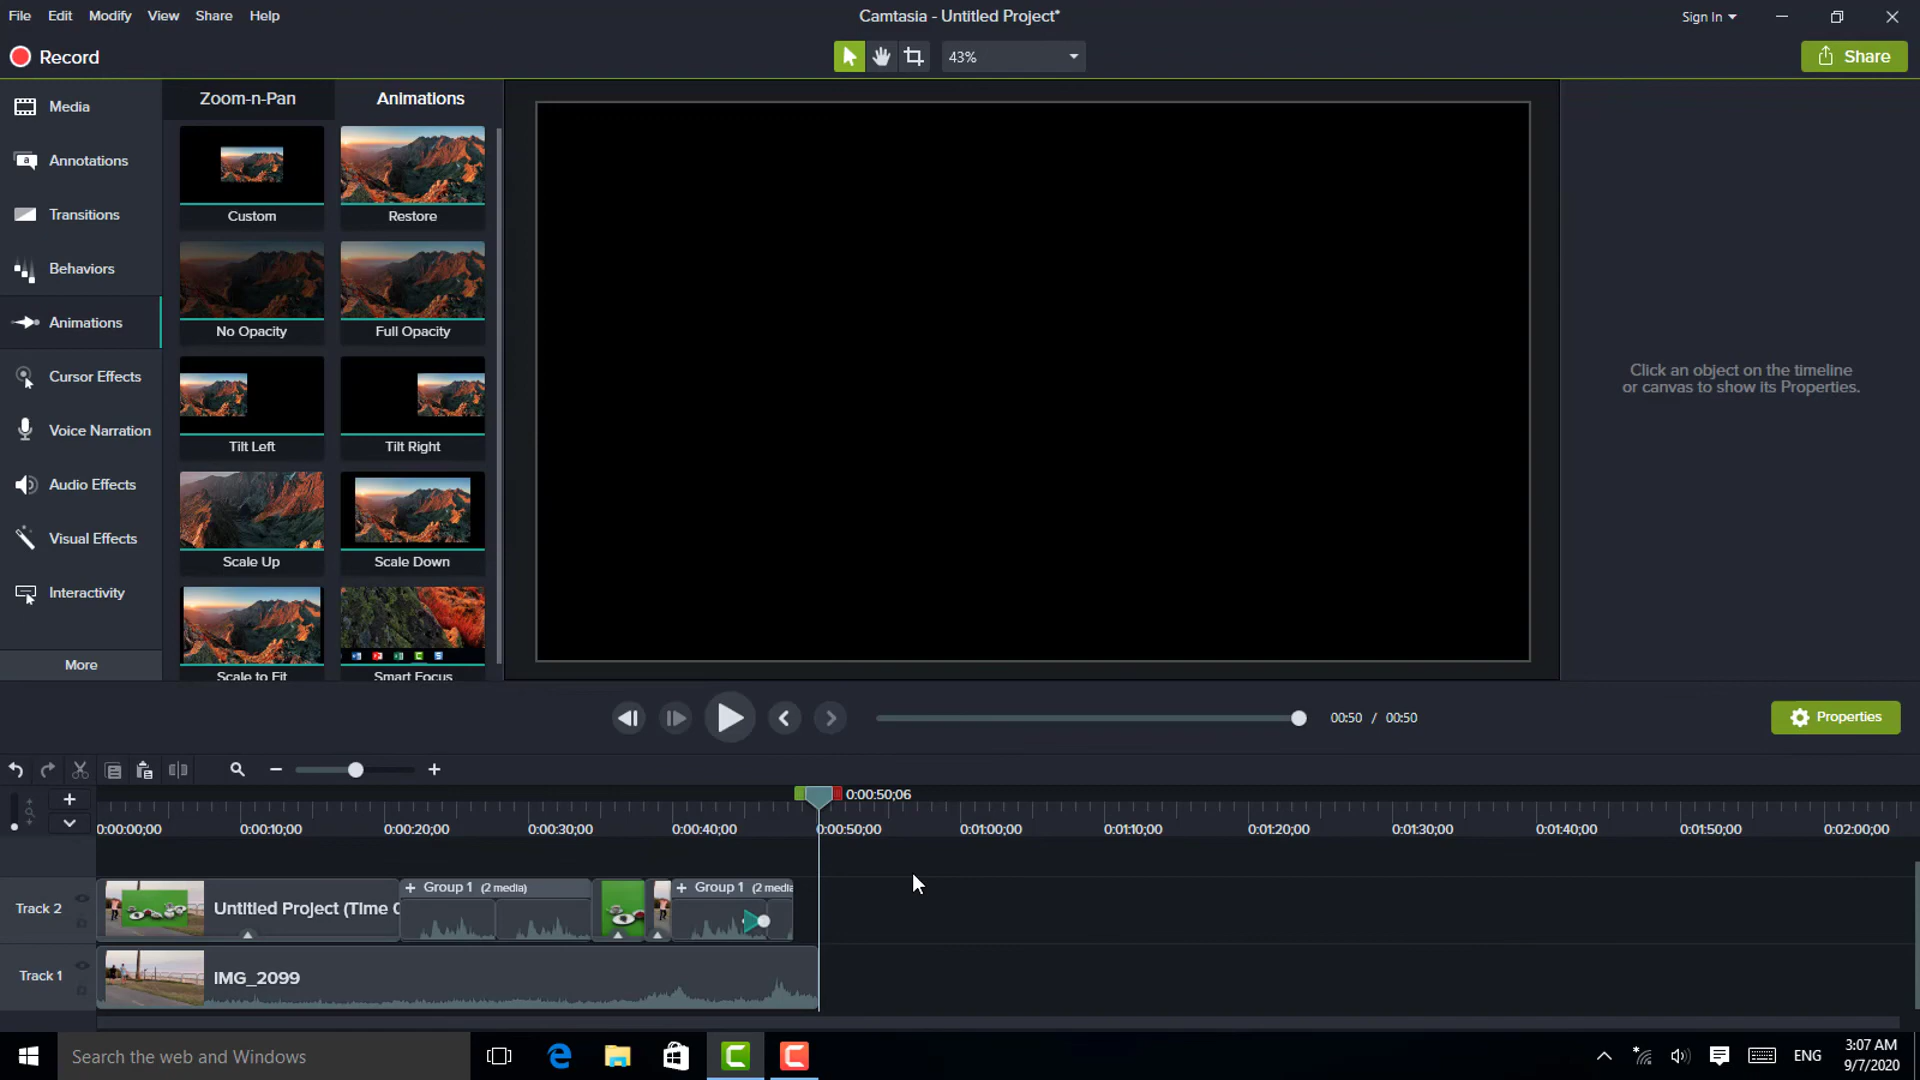 File Edit Modify View Share Help
Camtasia - Untitled Project*
Sign In
Record
43%
Share
Media
Annotations
Transitions
Behaviors
Animations
Cursor Effects
Voice Narration
Audio Effects
Visual Effects
Interactivity
More
Zoom-n-Pan Animations
Custom Restore
No Opacity Full Opacity
Tilt Left Tilt Right
Scale Up Scale Down
Scale to Fit Smart Focus
Click an object on the timeline
or canvas to show its Properties.
00:50 / 00:50
Properties
0:00:50;06
0:00:00;00 0:00:10;00 0:00:20;00 0:00:30;00 0:00:40;00 0:00:50;00 0:01:00;00 0:01:10;00 0:01:20;00 0:01:30;00 0:01:40;00 0:01:50;00 0:02:00;00
Track 2
Untitled Project (Time C
+ Group 1 (2 media)
+ Group 1 (2 media
Track 1
IMG_2099
Search the web and Windows
ENG
3:07 AM
9/7/2020